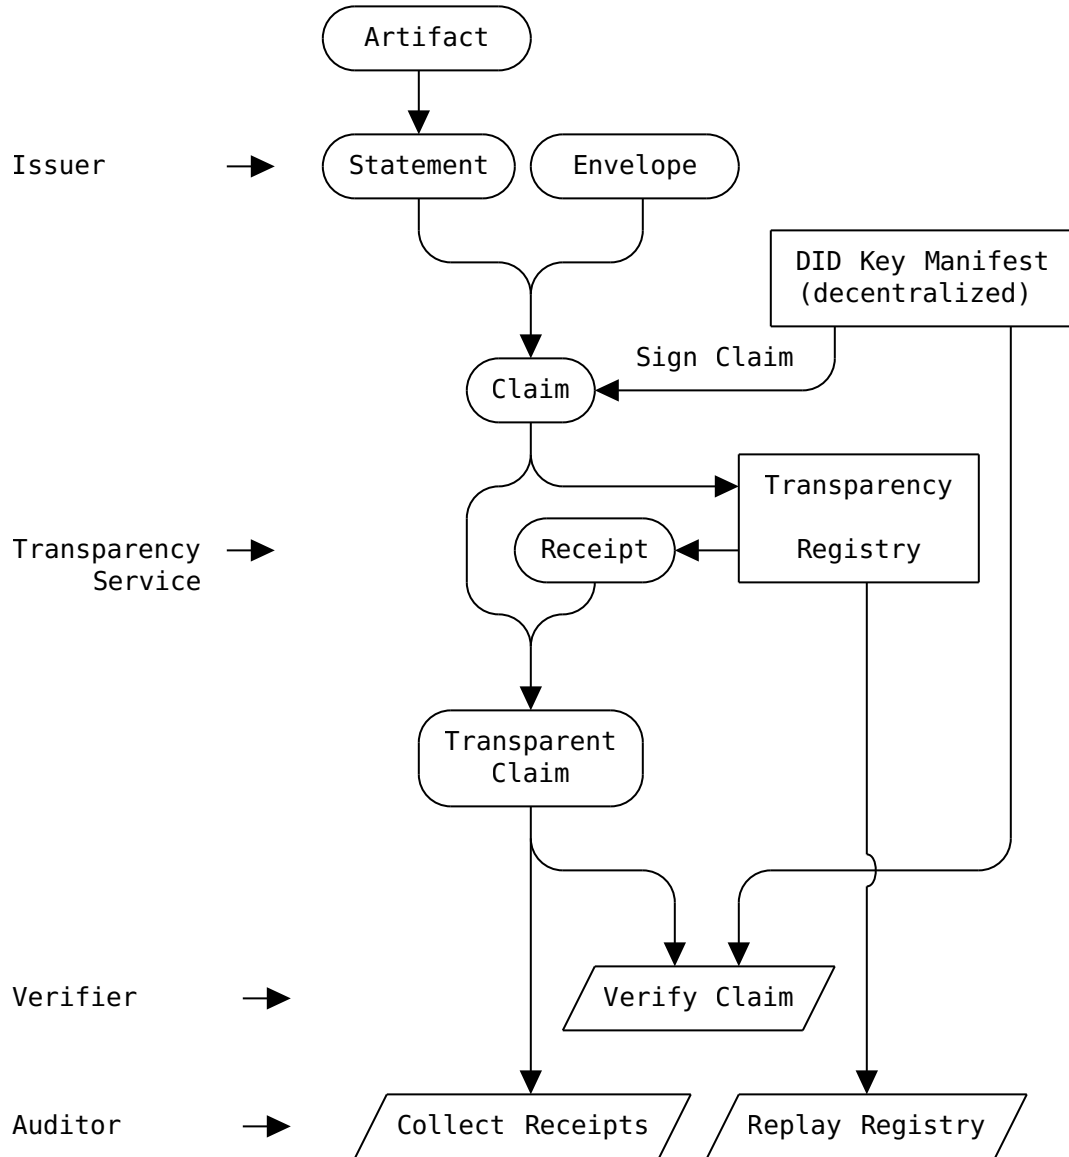 Artifact
Issuer
Statement
Envelope
DID Key Manifest
(decentralized)
Sign Claim
Claim
Transparency
Registry
Receipt
Transparency
Service
Transparent
Claim
Verifier
Verify Claim
Auditor
Collect Receipts
Replay Registry